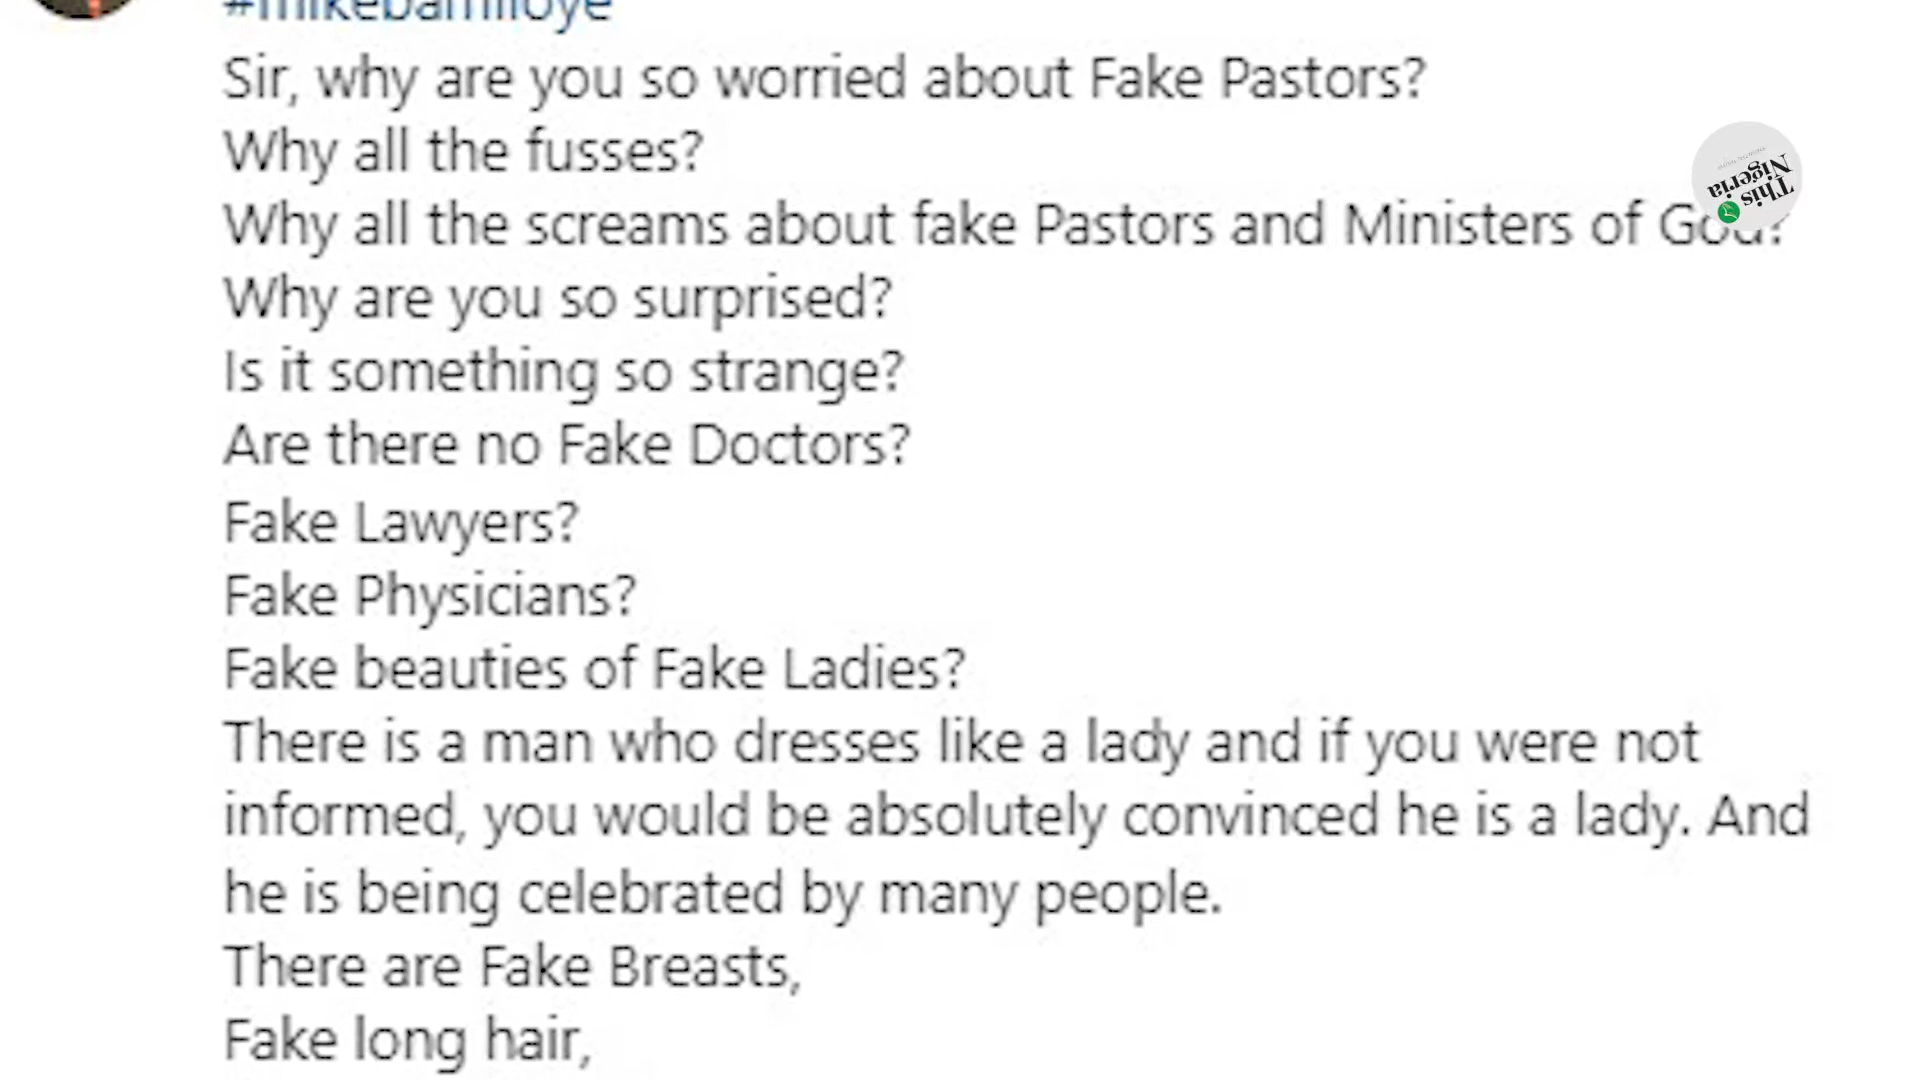 #mikebamiloye
Sir, why are you so worried about Fake Pastors?
Why all the fusses?
Why all the screams about fake Pastors and Ministers of God?
Why are you so surprised?
Is it something so strange?
Are there no Fake Doctors?
Fake Lawyers?
Fake Physicians?
Fake beauties of Fake Ladies?
There is a man who dresses like a lady and if you were not
informed, you would be absolutely convinced he is a lady. And
he is being celebrated by many people.
There are Fake Breasts,
Fake long hair,
This
Nigeria